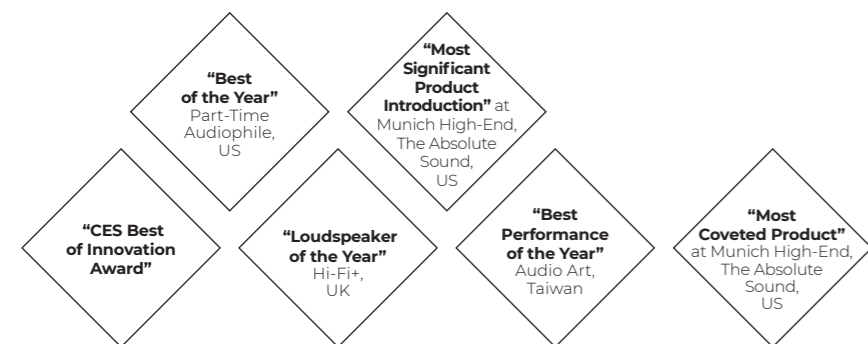 “Best
of the Year”
Part-Time
Audiophile,
US
“Most
Significant
Product
Introduction” at
Munich High-End,
The Absolute
Sound,
US
“CES Best
of Innovation
Award”
“Loudspeaker
of the Year”
Hi-Fi+,
UK
“Best
Performance
of the Year”
Audio Art,
Taiwan
“Most
Coveted Product”
at Munich High-End,
The Absolute
Sound,
US